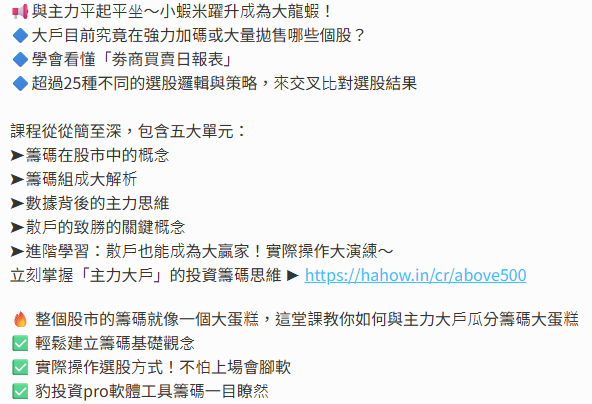 📢與主力平起平坐～小蝦米躍升成為大龍蝦！
🔷大戶目前究竟在強力加碼或大量拋售哪些個股？
🔷學會看懂「券商買賣日報表」
🔷超過25種不同的選股邏輯與策略，來交叉比對選股結果
課程從從簡至深，包含五大單元：
➤籌碼在股市中的概念
➤籌碼組成大解析
➤數據背後的主力思維
➤散戶的致勝的關鍵概念
➤進階學習：散戶也能成為大贏家！實際操作大演練～
立刻掌握「主力大戶」的投資籌碼思維 ► https://hahow.in/cr/above500
🔥 整個股市的籌碼就像一個大蛋糕，這堂課教你如何與主力大戶瓜分籌碼大蛋糕
✅ 輕鬆建立籌碼基礎觀念
✅ 實際操作選股方式！不怕上場會腳軟
✅ 豹投資pro軟體工具籌碼一目瞭然